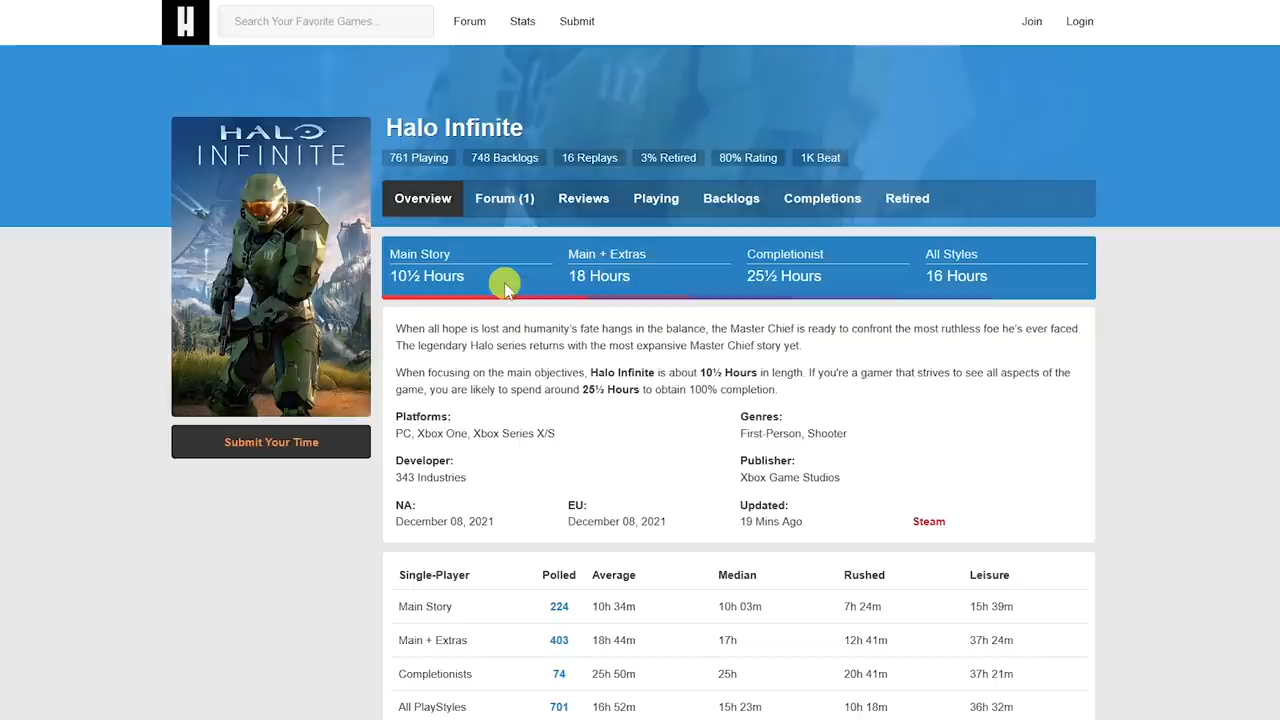 H
Search Your Favorite Games...
Forum
Stats
Submit
Join
Login
117
HALO
INFINITE
Halo Infinite
761 Playing
748 Backlogs
16 Replays
3% Retired
80% Rating
1K Beat
Overview
Forum (1)
Reviews
Playing
Backlogs
Completions
Retired
Main Story
10½ Hours
Main + Extras
18 Hours
Completionist
25½ Hours
All Styles
16 Hours
When all hope is lost and humanity's fate hangs in the balance, the Master Chief is ready to confront the most ruthless foe he's ever faced.
The legendary Halo series returns with the most expansive Master Chief story yet.
When focusing on the main objectives, Halo Infinite is about 10½ Hours in length. If you're a gamer that strives to see all aspects of the
game, you are likely to spend around 25½ Hours to obtain 100% completion.
Platforms:
PC, Xbox One, Xbox Series X/S
Genres:
First-Person, Shooter
Developer:
343 Industries
Publisher:
Xbox Game Studios
NA:
December 08, 2021
EU:
December 08, 2021
Updated:
19 Mins Ago
Steam
Submit Your Time
Single-Player Polled Average Median Rushed Leisure
Main Story 224 10h 34m 10h 03m 7h 24m 15h 39m
Main + Extras 403 18h 44m 17h 12h 41m 37h 24m
Completionists 74 25h 50m 25h 20h 41m 37h 21m
All PlayStyles 701 16h 52m 15h 23m 10h 18m 36h 32m